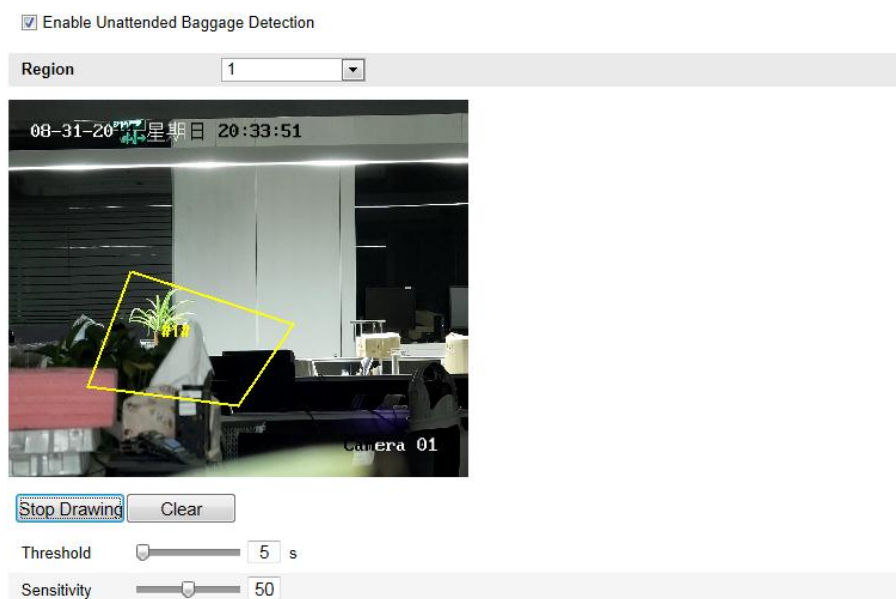 Enable Unattended Baggage Detection
Region 1
08-31-20 星期日 20:33:51
#1#
Camera 01
Stop Drawing Clear
Threshold 5 s
Sensitivity 50